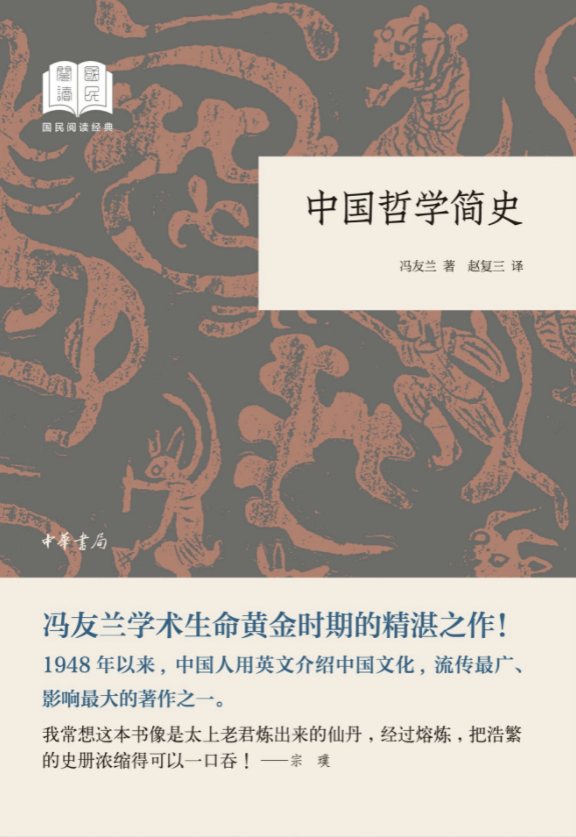 國民
閱讀
国民阅读经典
中国哲学简史
冯友兰 著 赵复三 译
中華書局
冯友兰学术生命黄金时期的精湛之作！
1948 年以来，中国人用英文介绍中国文化，流传最广、
影响最大的著作之一。
我常想这本书像是太上老君炼出来的仙丹，经过熔炼，把浩繁
的史册浓缩得可以一口吞！——宗 璞